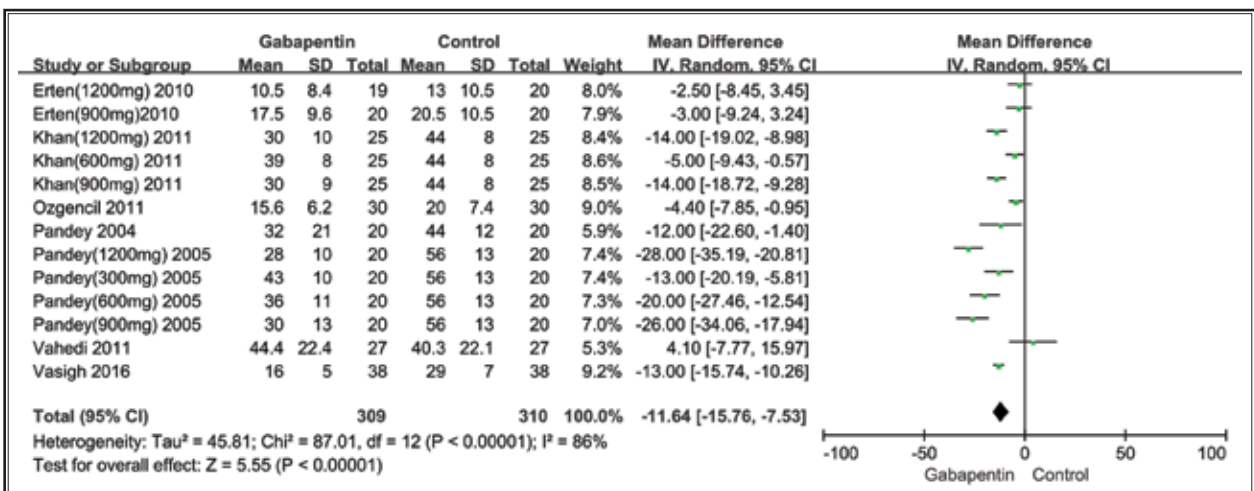 Gabapentin Control Mean Difference Mean Difference
Study or Subgroup Mean SD Total Mean SD Total Weight IV, Random, 95% CI IV, Random, 95% CI
Erten(1200mg) 2010 10.5 8.4 19 13 10.5 20 8.0% -2.50 [-8.45, 3.45]
Erten(900mg)2010 17.5 9.6 20 20.5 10.5 20 7.9% -3.00 [-9.24, 3.24]
Khan(1200mg) 2011 30 10 25 44 8 25 8.4% -14.00 [-19.02, -8.98]
Khan(600mg) 2011 39 8 25 44 8 25 8.6% -5.00 [-9.43, -0.57]
Khan(900mg) 2011 30 9 25 44 8 25 8.5% -14.00 [-18.72, -9.28]
Ozgencil 2011 15.6 6.2 30 20 7.4 30 9.0% -4.40 [-7.85, -0.95]
Pandey 2004 32 21 20 44 12 20 5.9% -12.00 [-22.60, -1.40]
Pandey(1200mg) 2005 28 10 20 56 13 20 7.4% -28.00 [-35.19, -20.81]
Pandey(300mg) 2005 43 10 20 56 13 20 7.4% -13.00 [-20.19, -5.81]
Pandey(600mg) 2005 36 11 20 56 13 20 7.3% -20.00 [-27.46, -12.54]
Pandey(900mg) 2005 30 13 20 56 13 20 7.0% -26.00 [-34.06, -17.94]
Vahedi 2011 44.4 22.4 27 40.3 22.1 27 5.3% 4.10 [-7.77, 15.97]
Vasigh 2016 16 5 38 29 7 38 9.2% -13.00 [-15.74, -10.26]
Total (95% CI) 309 310 100.0% -11.64 [-15.76, -7.53]
Heterogeneity: Tau² = 45.81; Chi² = 87.01, df = 12 (P < 0.00001); I² = 86%
Test for overall effect: Z = 5.55 (P < 0.00001)
-100 -50 0 50 100
Gabapentin Control